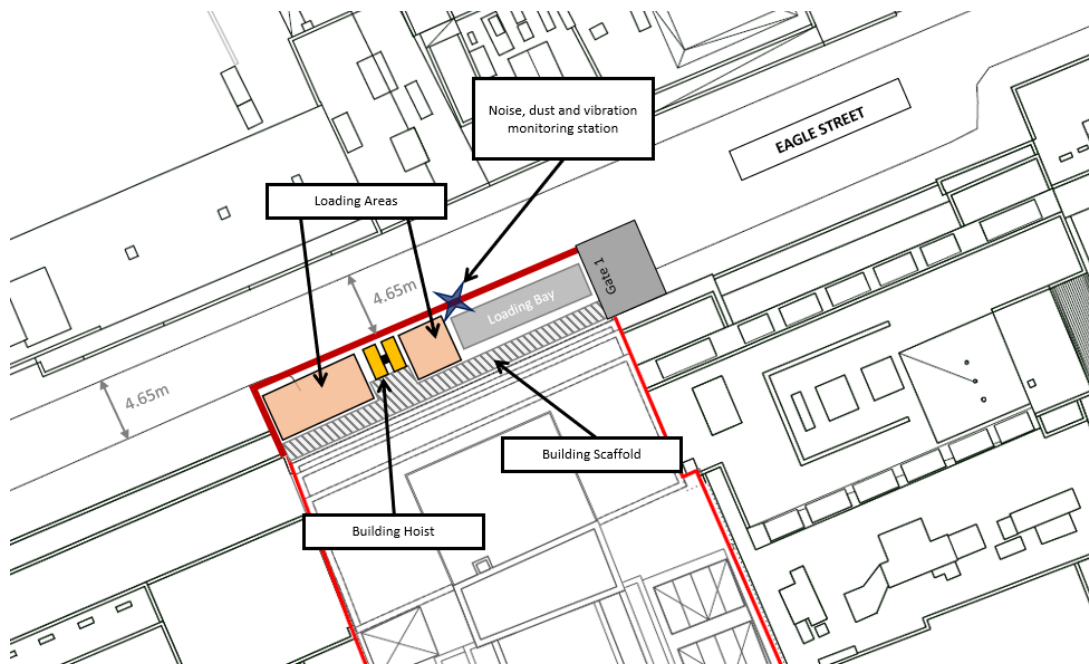 Noise, dust and vibration
monitoring station
EAGLE STREET
Loading Areas
Gate 1
4.65m
Loading Bay
4.65m
Building Scaffold
Building Hoist